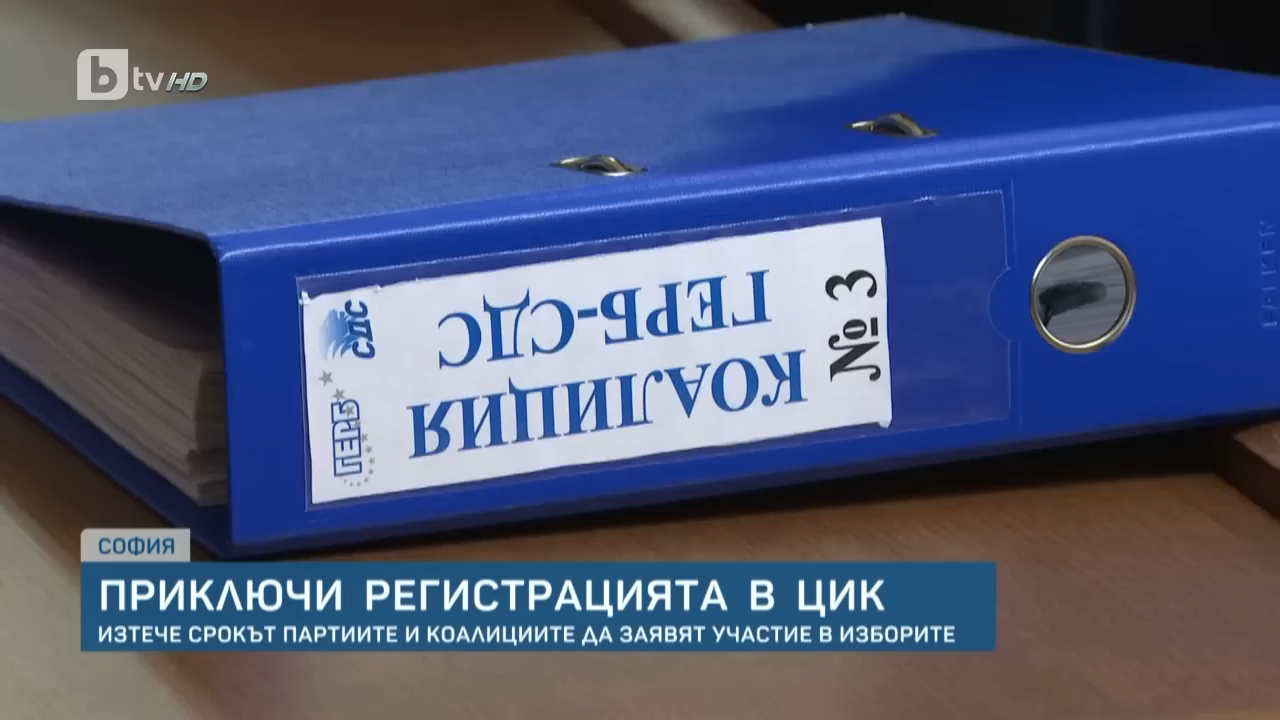 btv HD
КОАЛИЦИЯ
ГЕРБ-СДС
№ 3
ГЕРБ
СДС
FALKEN
СОФИЯ
ПРИКЛЮЧИ РЕГИСТРАЦИЯТА В ЦИК
ИЗТЕЧЕ СРОКЪТ ПАРТИИТЕ И КОАЛИЦИИТЕ ДА ЗАЯВЯТ УЧАСТИЕ В ИЗБОРИТЕ